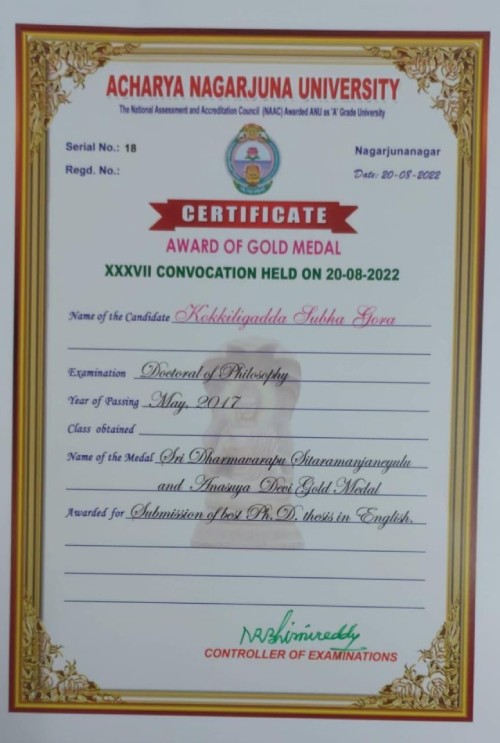 ACHARYA NAGARJUNA UNIVERSITY
The National Assessment and Accreditation Council (NAAC) Awarded ANU as 'A' Grade University
Serial No.: 18
Nagarjunanagar
Regd. No.:
Date: 20-08-2022
CERTIFICATE
AWARD OF GOLD MEDAL
XXXVII CONVOCATION HELD ON 20-08-2022
Name of the Candidate Kokkiligadda Subha Gora
Examination Doctoral of Philosophy
Year of Passing May, 2017
Class obtained
Name of the Medal Sri Dharmavarapu Sitaramanjaneyulu
and Anasuya Devi Gold Medal
Awarded for Submission of best Ph.D. thesis in English.
CONTROLLER OF EXAMINATIONS